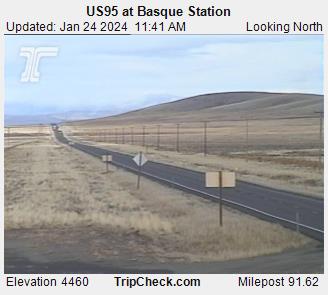 US95 at Basque Station
Updated: Jan 24 2024 11:41 AM Looking North
Elevation 4460 TripCheck.com Milepost 91.62